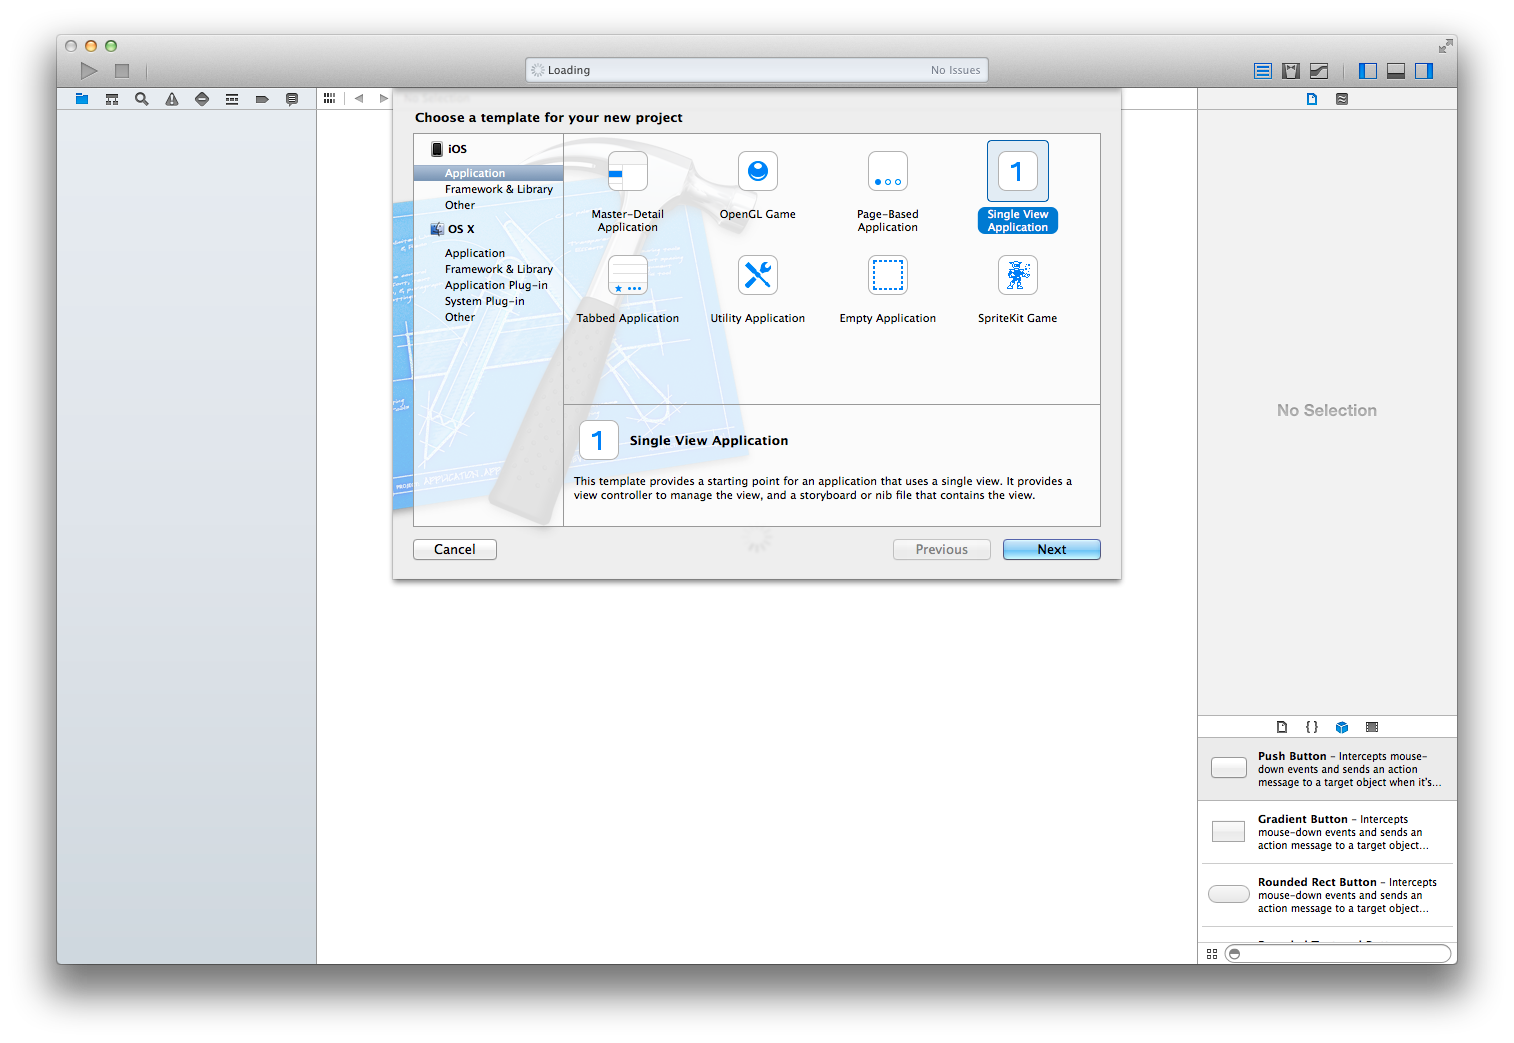 Loading
No Issues
No Selection
Choose a template for your new project
iOS
Application
Framework & Library
Other
OS X
Application
Framework & Library
Application Plug-in
System Plug-in
Other
Master-Detail
Application
OpenGL Game
Page-Based
Application
1
Single View
Application
Tabbed Application
Utility Application
Empty Application
SpriteKit Game
1
Single View Application
This template provides a starting point for an application that uses a single view. It provides a
view controller to manage the view, and a storyboard or nib file that contains the view.
Cancel
Previous
Next
No Selection
{ }
Push Button – Intercepts mouse-
down events and sends an action
message to a target object when it's...
Gradient Button – Intercepts
mouse-down events and sends an
action message to a target object...
Rounded Rect Button – Intercepts
mouse-down events and sends an
action message to a target object...